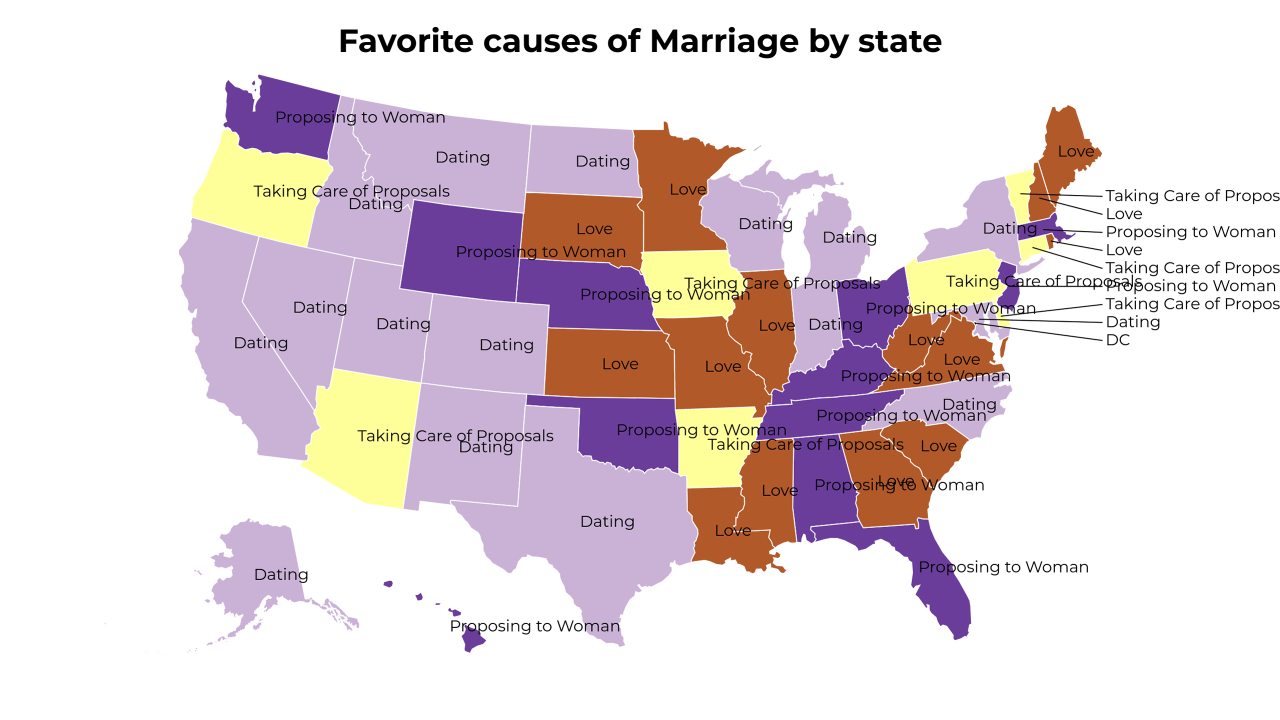 Favorite causes of Marriage by state
Proposing to Woman
Love
Dating
Dating
Love
Taking Care of Proposals
Dating
Taking Care of Propos
Love
Dating
Love
Dating
Proposing to Woman
Dating
Love
Proposing to Woman
Taking Care of Propos
Taking Care of Proposals
Taking Care of Proposals
Proposing to Woman
Proposing to Woman
Taking Care of Propos
Dating
Proposing to Woman
Dating
Dating
Love
Dating
Love
DC
Dating
Dating
Love
Love
Love
Proposing to Woman
Dating
Proposing to Woman
Proposing to Woman
Taking Care of Proposals
Dating
Taking Care of Proposals
Love
Love
Proposing to Woman
Love
Dating
Love
Proposing to Woman
Dating
Proposing to Woman